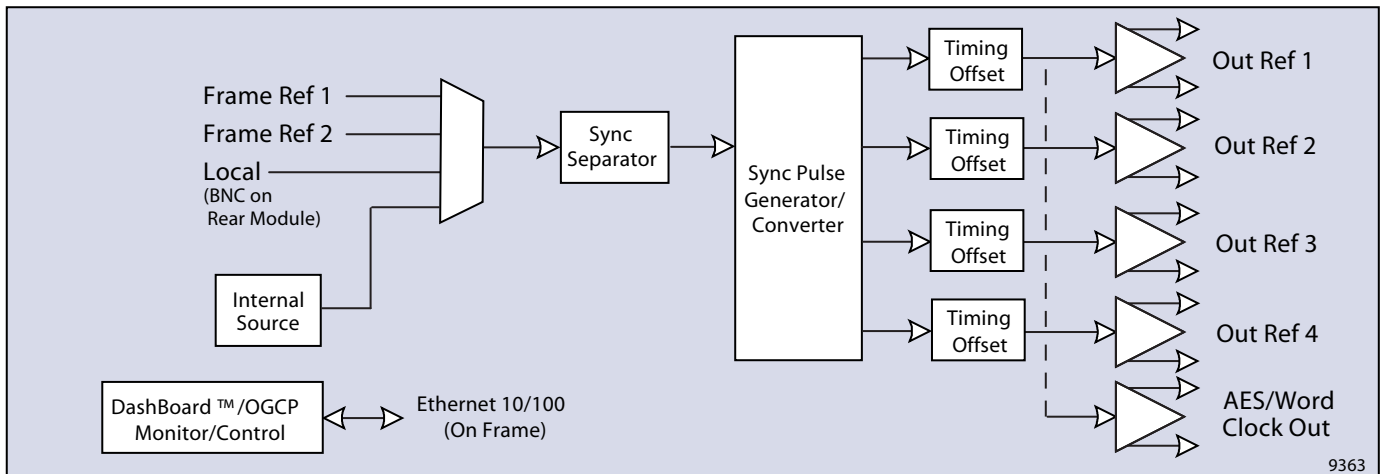 Frame Ref 1
Frame Ref 2
Local
(BNC on
Rear Module)
Internal
Source
DashBoard ™/OGCP
Monitor/Control
Ethernet 10/100
(On Frame)
Sync
Separator
Sync Pulse
Generator/
Converter
Timing
Offset
Timing
Offset
Timing
Offset
Timing
Offset
Out Ref 1
Out Ref 2
Out Ref 3
Out Ref 4
AES/Word
Clock Out
9363